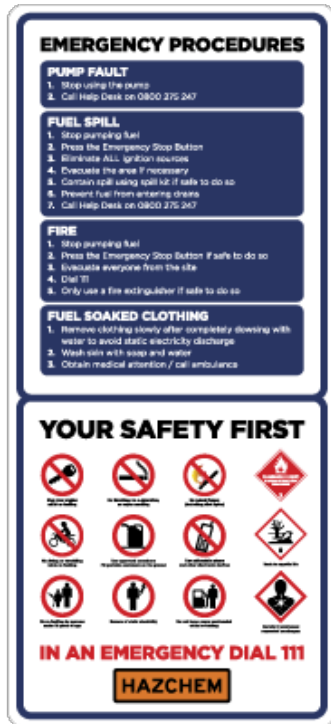 EMERGENCY PROCEDURES
PUMP FAULT
1. Stop using the pump
2. Call Help Desk on 0800 275 247
FUEL SPILL
1. Stop pumping fuel
2. Press the Emergency Stop Button
3. Eliminate ALL ignition sources
4. Evacuate the area if necessary
5. Contain spill using spill kit if safe to do so
6. Prevent fuel from entering drains
7. Call Help Desk on 0800 275 247
FIRE
1. Stop pumping fuel
2. Press the Emergency Stop Button if safe to do so
3. Evacuate everyone from the site
4. Dial 111
5. Only use a fire extinguisher if safe to do so
FUEL SOAKED CLOTHING
1. Remove clothing slowly after completely dowsing with
water to avoid static electricity discharge
2. Wash skin with soap and water
3. Obtain medical attention / call ambulance
YOUR SAFETY FIRST
IN AN EMERGENCY DIAL 111
HAZCHEM